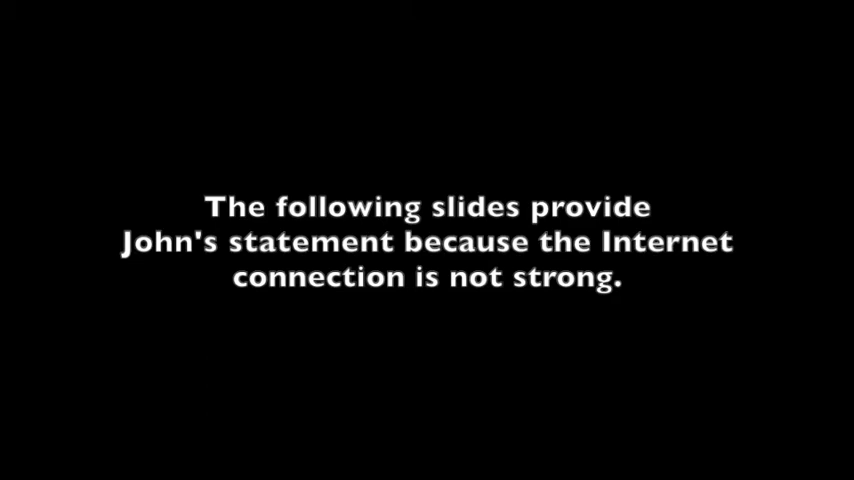 The following slides provide
John's statement because the Internet
connection is not strong.